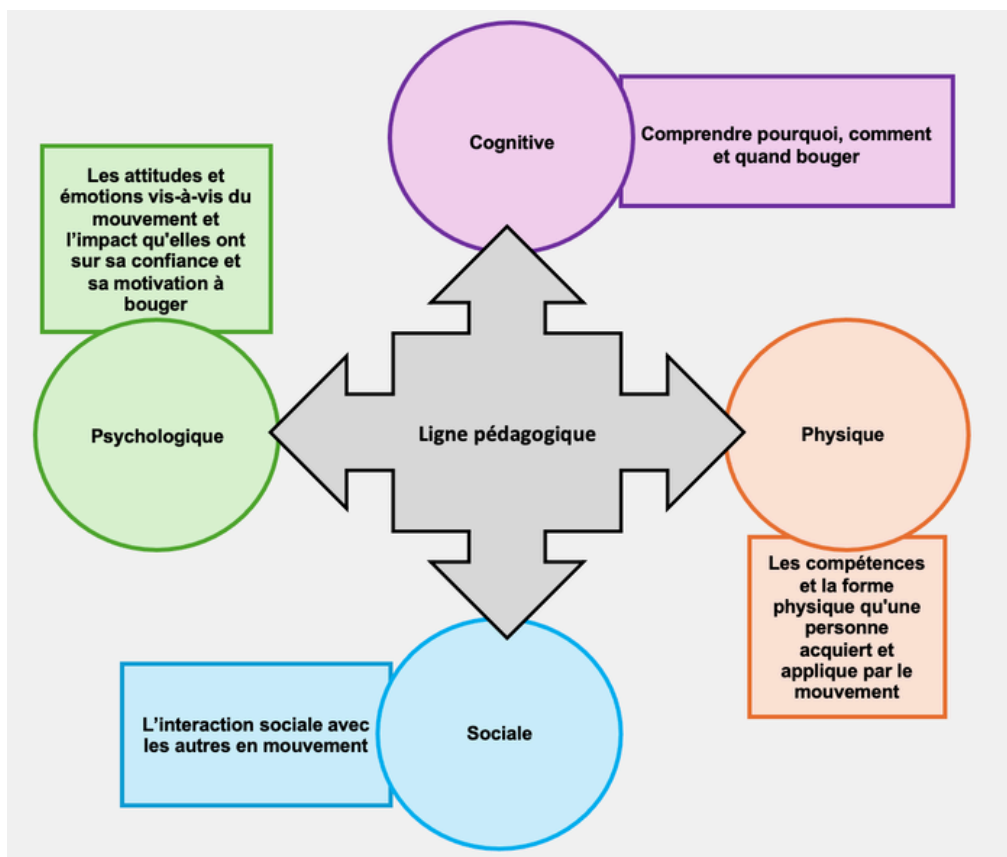 Cognitive
Comprendre pourquoi, comment
et quand bouger
Les attitudes et
émotions vis-à-vis du
mouvement et
l’impact qu'elles ont
sur sa confiance et
sa motivation à
bouger
Psychologique
Ligne pédagogique
Physique
Les compétences
et la forme
physique qu'une
personne
acquiert et
applique par le
mouvement
L’interaction sociale avec
les autres en mouvement
Sociale